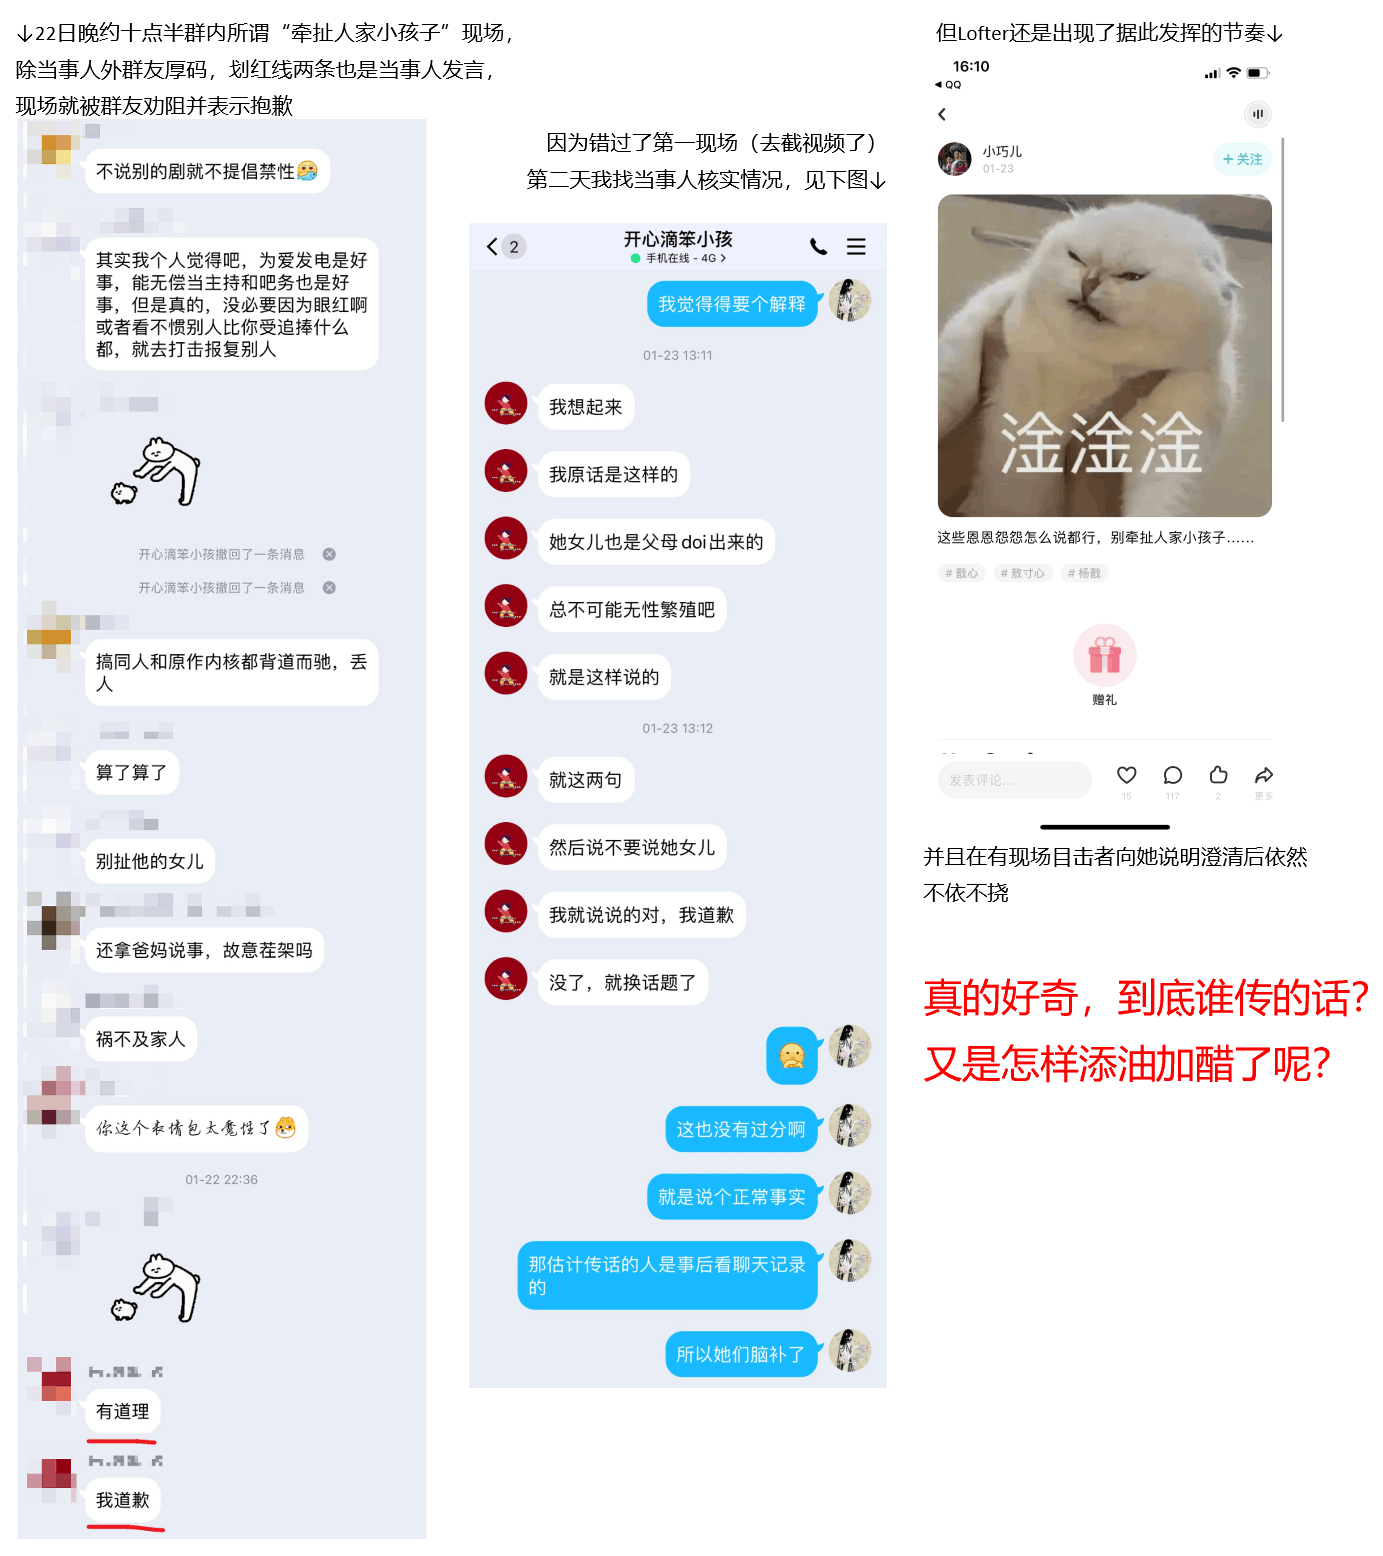 ↓22日晚约十点半群内所谓“牵扯人家小孩子”现场，
除当事人外群友厚码，划红线两条也是当事人发言，
现场就被群友劝阻并表示抱歉
不说别的剧就不提倡禁性
其实我个人觉得吧，为爱发电是好
事，能无偿当主持和吧务也是好
事，但是真的，没必要因为眼红啊
或者看不惯别人比你受追捧什么
都，就去打击报复别人
开心滴笨小孩撤回了一条消息
开心滴笨小孩撤回了一条消息
搞同人和原作内核都背道而驰，丢
人
算了算了
别扯他的女儿
还拿爸妈说事，故意茬架吗
祸不及家人
你这个表情包太魔性了
01-22 22:36
有道理
我道歉
因为错过了第一现场（去截视频了）
第二天我找当事人核实情况，见下图↓
2
开心滴笨小孩
手机在线 - 4G
我觉得得要个解释
01-23 13:11
我想起来
我原话是这样的
她女儿也是父母doi出来的
总不可能无性繁殖吧
就是这样说的
01-23 13:12
就这两句
然后说不要说她女儿
我就说说的对，我道歉
没了，就换话题了
这也没有过分啊
就是说个正常事实
那估计传话的人是事后看聊天记录
的
所以她们脑补了
但Lofter还是出现了据此发挥的节奏↓
16:10
QQ
小巧儿
01-23
+关注
淦淦淦
这些恩恩怨怨怎么说都行，别牵扯人家小孩子……
# 戬心
# 敖寸心
# 杨戬
赠礼
发表评论...
15
117
2
更多
并且在有现场目击者向她说明澄清后依然
不依不挠
真的好奇，到底谁传的话？
又是怎样添油加醋了呢？